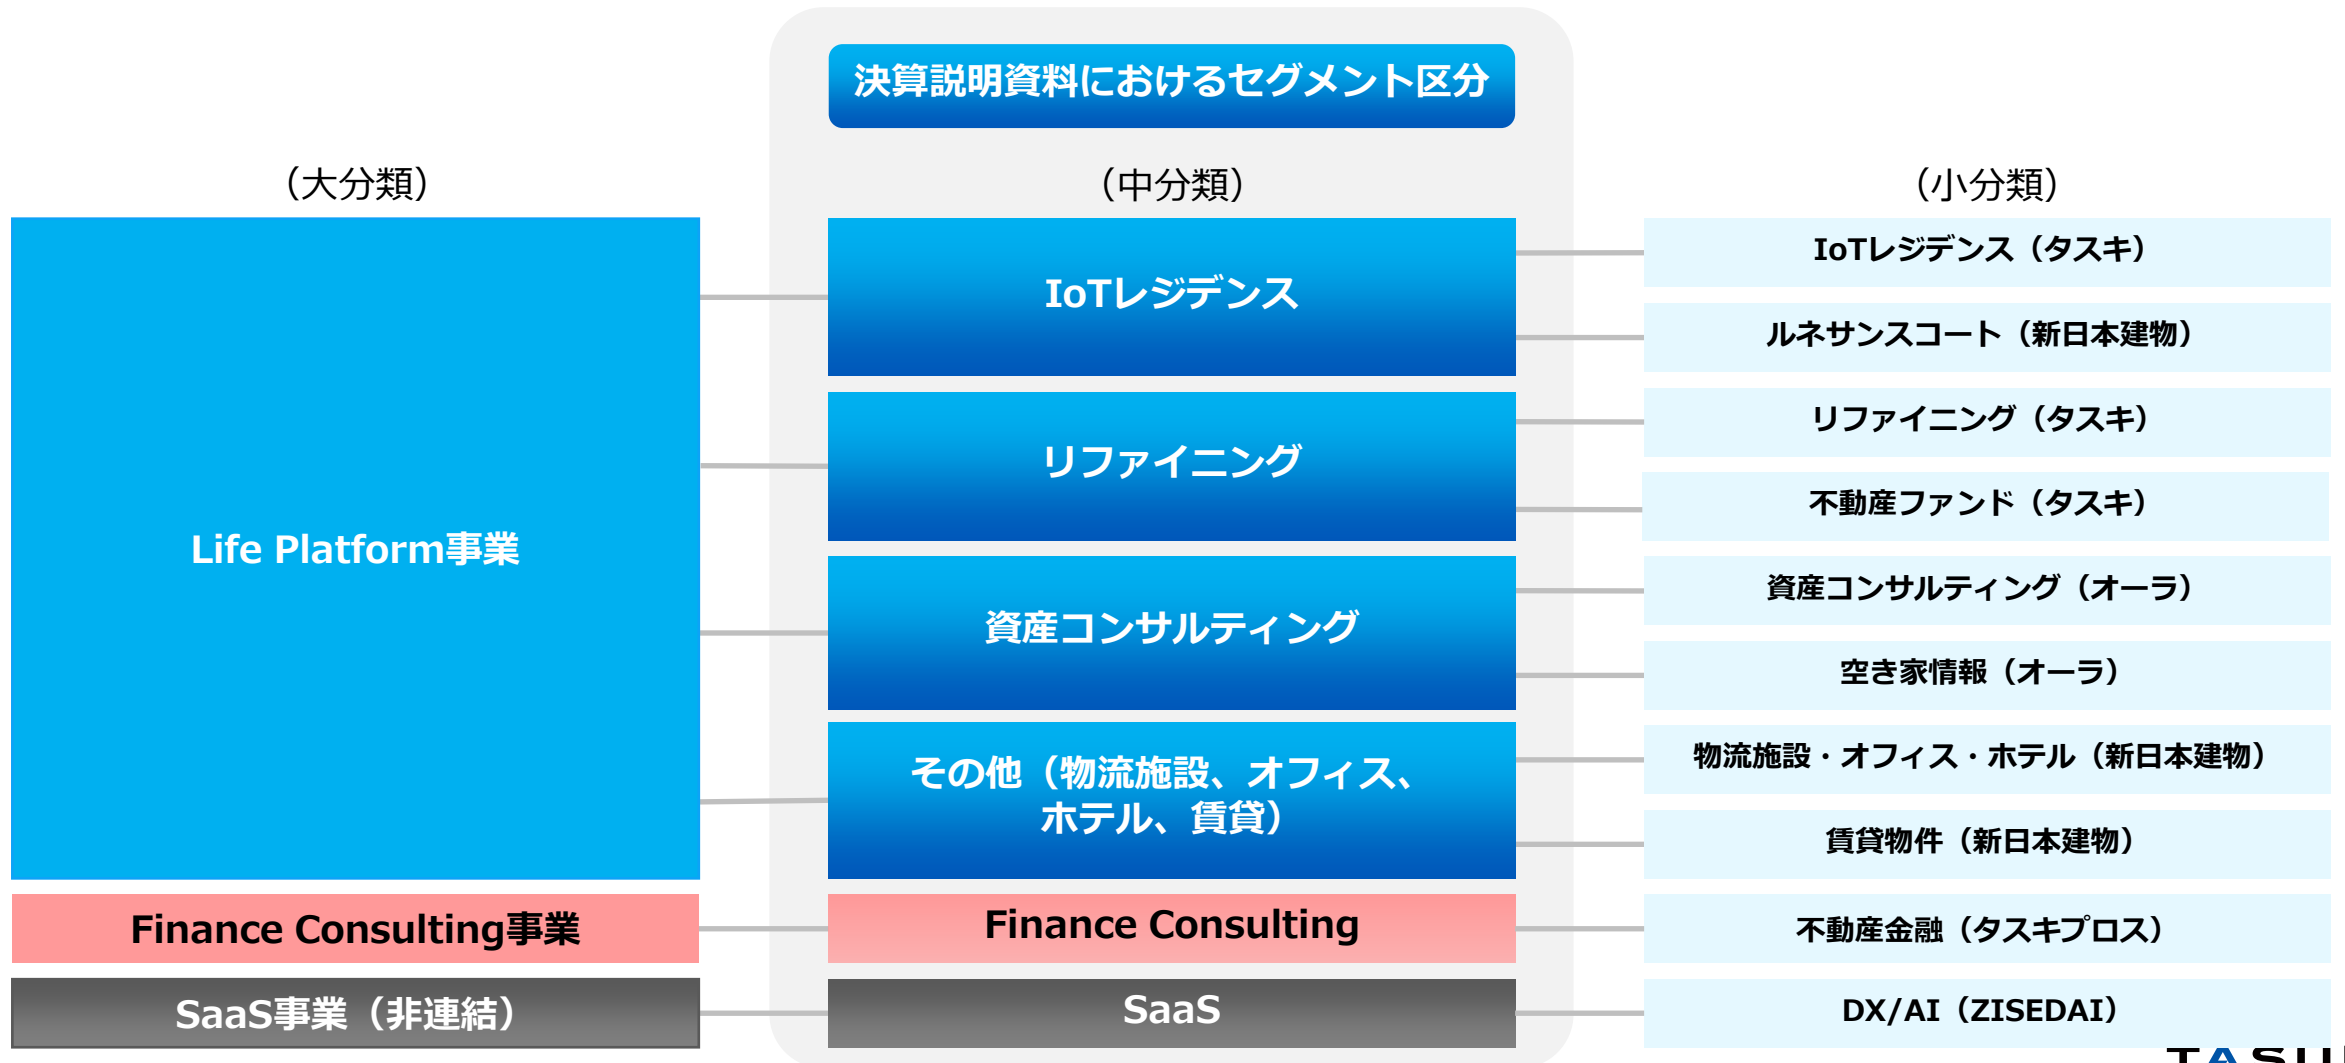 決算説明資料におけるセグメント区分
（大分類）
（中分類）
（小分類）
Life Platform事業
IoTレジデンス
IoTレジデンス（タスキ）
ルネサンスコート（新日本建物）
リファイニング
リファイニング（タスキ）
不動産ファンド（タスキ）
資産コンサルティング
資産コンサルティング（オーラ）
空き家情報（オーラ）
その他（物流施設、オフィス、
ホテル、賃貸）
物流施設・オフィス・ホテル（新日本建物）
賃貸物件（新日本建物）
Finance Consulting事業
Finance Consulting
不動産金融（タスキプロス）
SaaS事業（非連結）
SaaS
DX/AI（ZISEDAI）